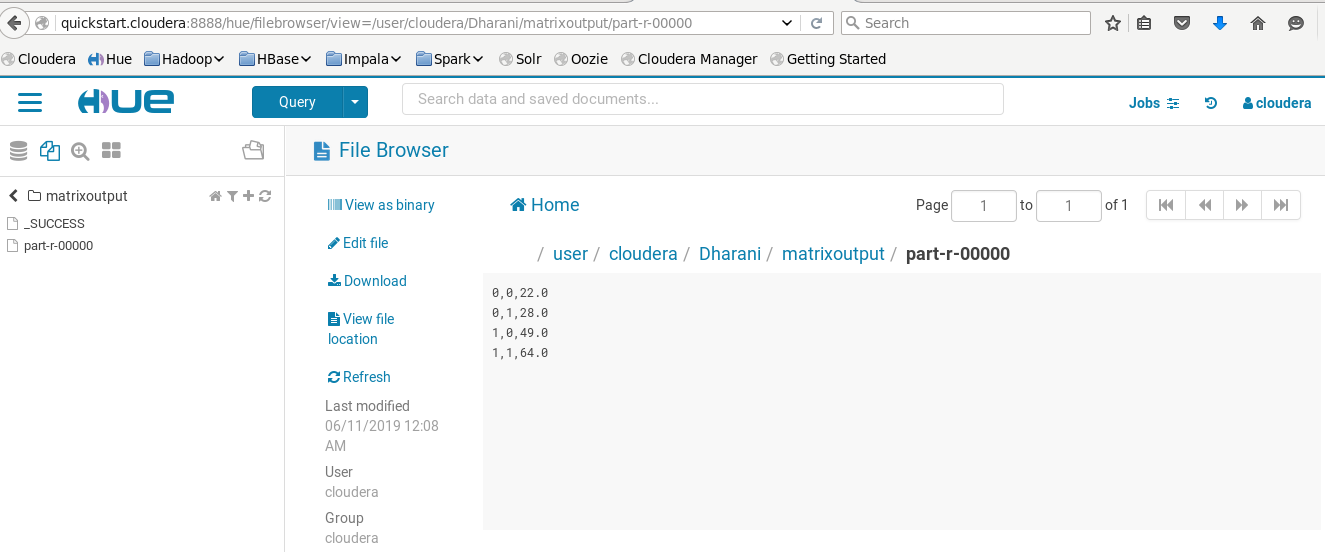 quickstart.cloudera:8888/hue/filebrowser/view=/user/cloudera/Dharani/matrixoutput/part-r-00000
Search
Cloudera Hue Hadoop HBase Impala Spark Solr Oozie Cloudera Manager Getting Started
HUE Query Search data and saved documents... Jobs cloudera
File Browser
matrixoutput
_SUCCESS
part-r-00000
View as binary
Edit file
Download
View file
location
Refresh
Last modified
06/11/2019 12:08
AM
User
cloudera
Group
cloudera
Home
Page 1 to 1 of 1
/ user / cloudera / Dharani / matrixoutput / part-r-00000
0,0,22.0
0,1,28.0
1,0,49.0
1,1,64.0